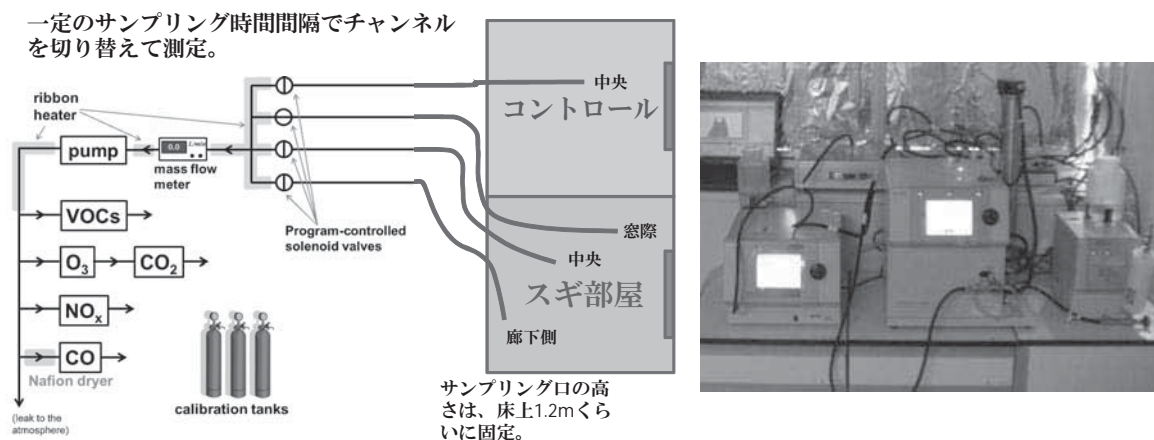 一定のサンプリング時間間隔でチャンネル
を切り替えて測定。
ribbon
heater
pump
0.0
L/min
mass flow
meter
Program-controlled
solenoid valves
中央
コントロール
窓際
中央
スギ部屋
廊下側
VOCs
O₃
CO₂
NOₓ
CO
Nafion dryer
calibration tanks
(leak to the
atmosphere)
サンプリング口の高
さは、床上1.2mくら
いに固定。